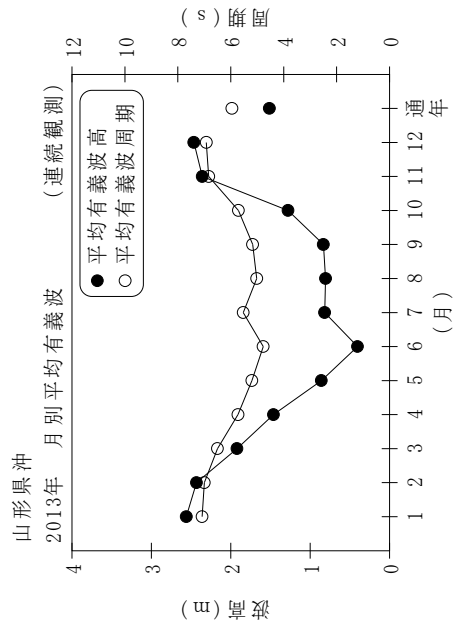 山形県沖
2013年 月別平均有義波 (連続観測)
平均有義波高
平均有義波周期
波高(m)
4
3
2
1
0
周期(s)
12
10
8
6
4
2
0
1 2 3 4 5 6 7 8 9 10 11 12 通年
(月)